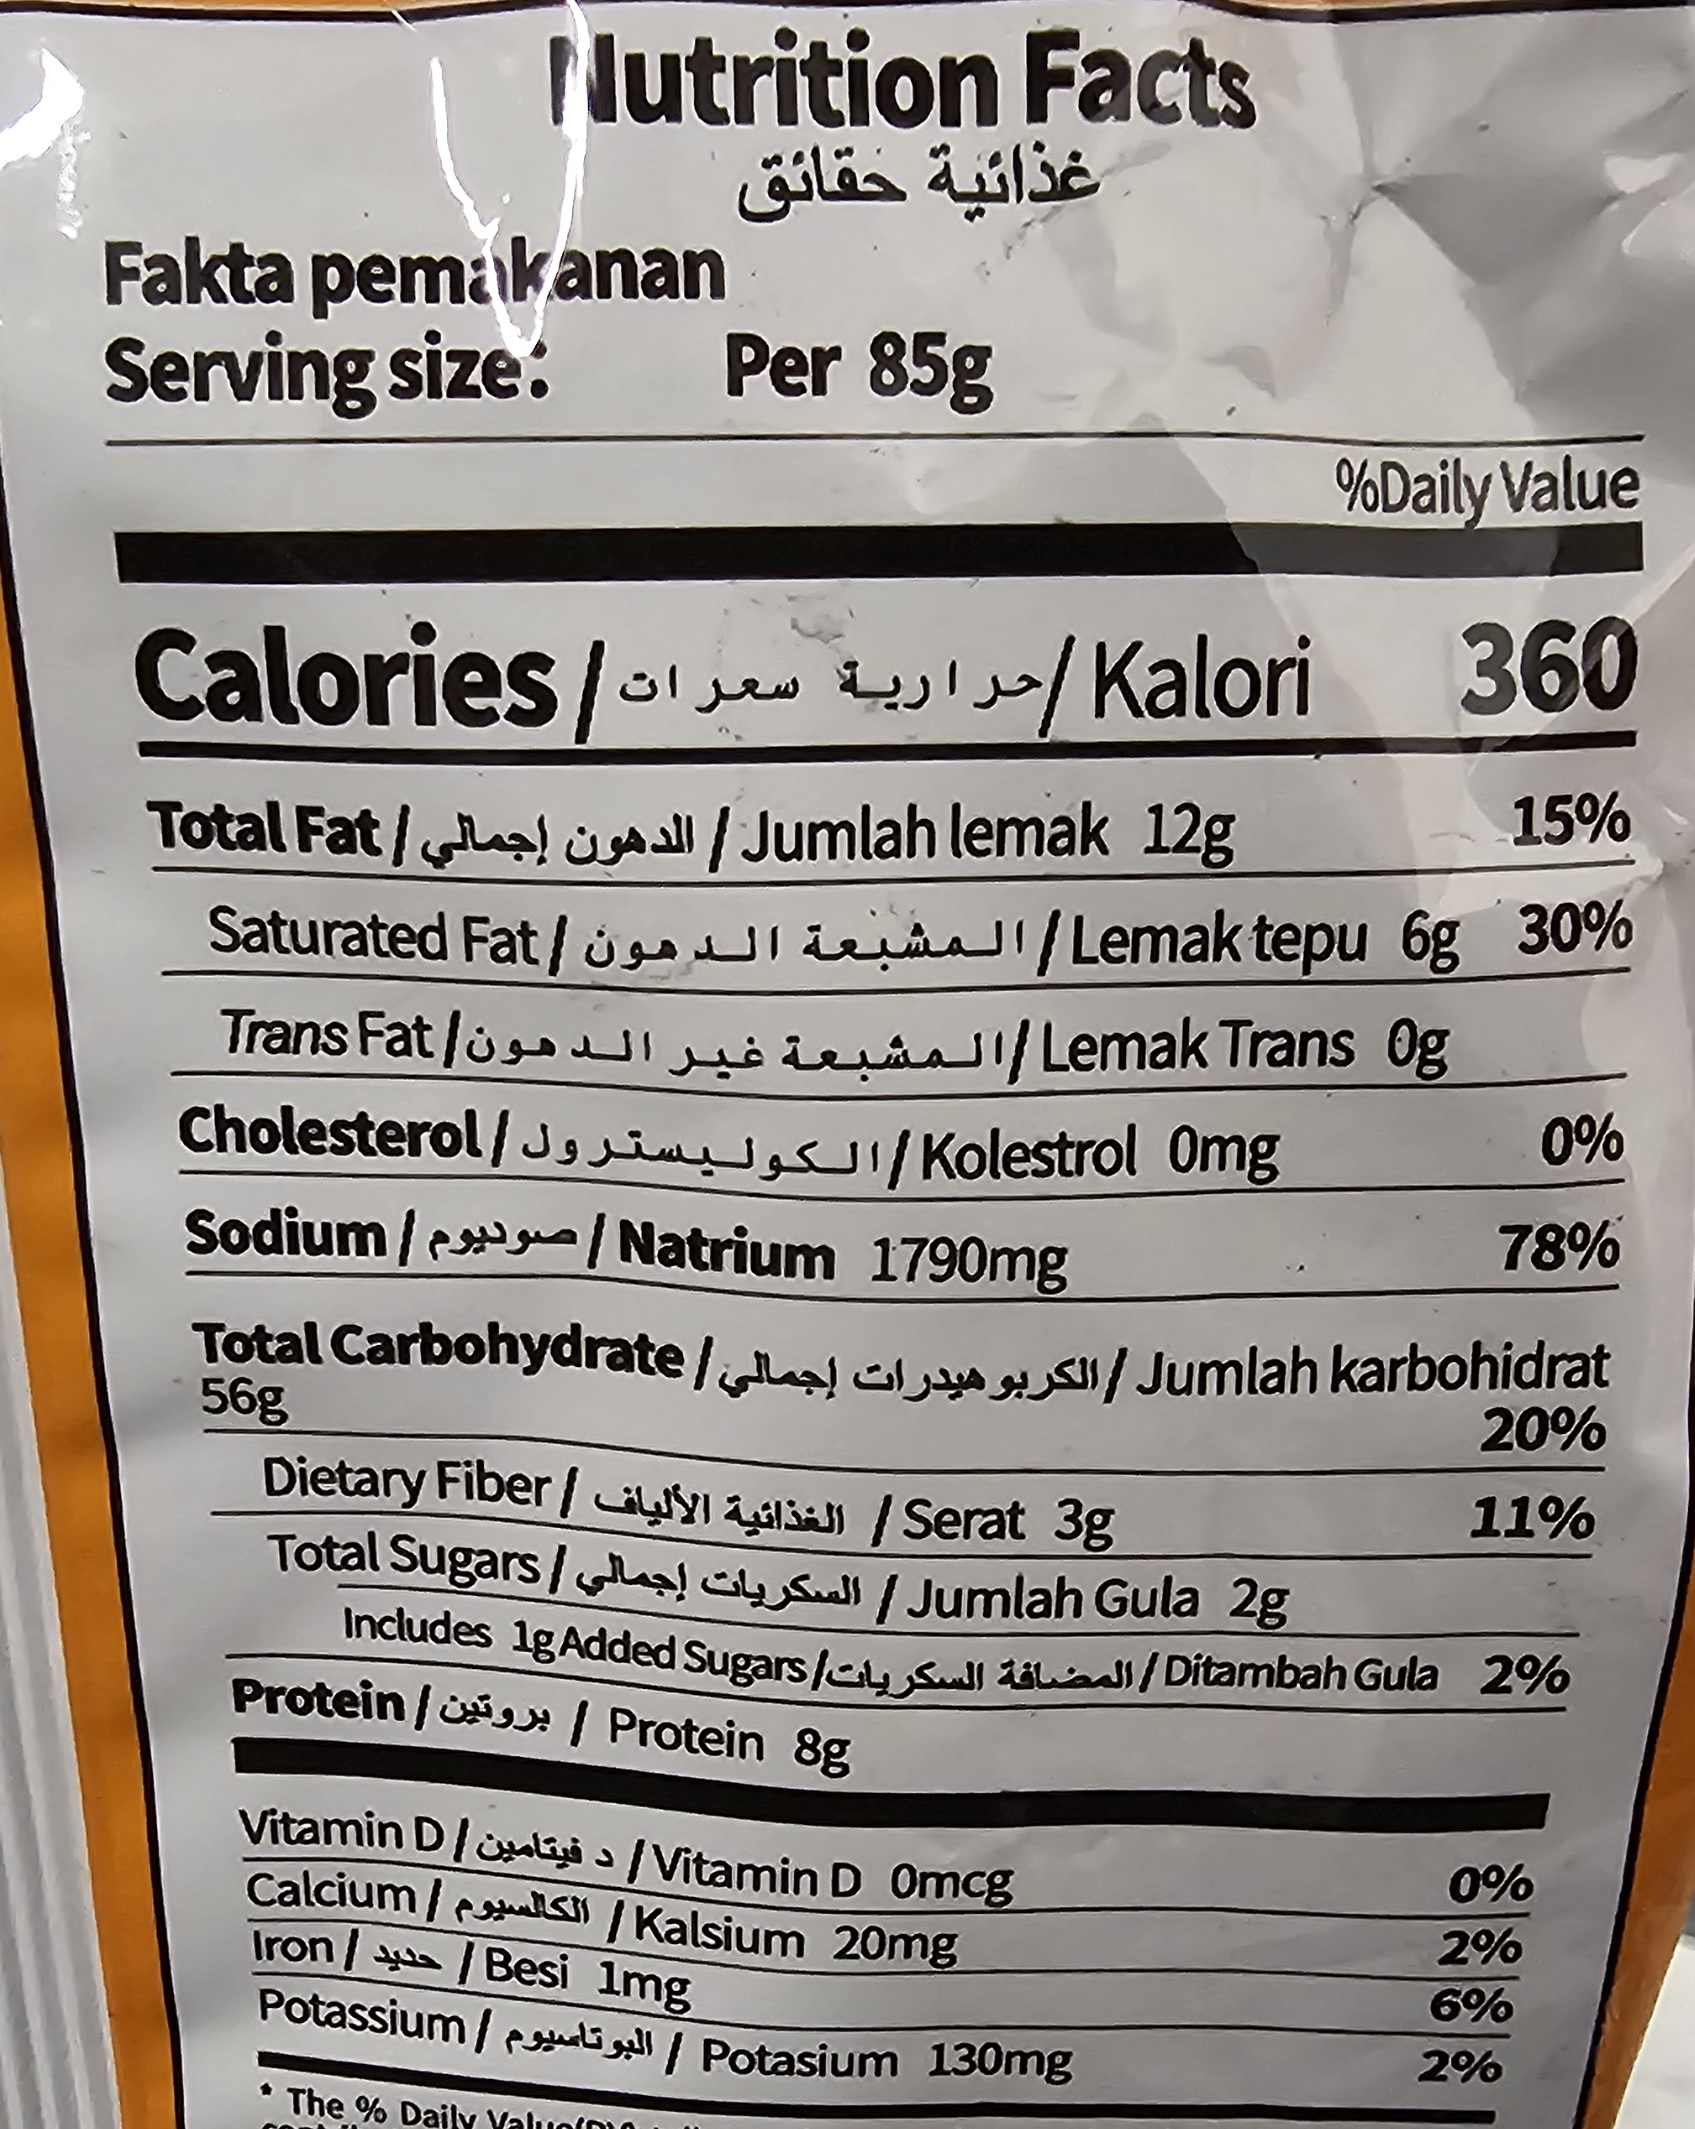 Nutrition Facts
غذائية حقائق
Fakta pemakanan
Serving size: Per 85g
%Daily Value
Calories / حرارية سعرات / Kalori 360
Total Fat / الدهون إجمالي / Jumlah lemak 12g 15%
Saturated Fat / المشبعة الدهون / Lemak tepu 6g 30%
Trans Fat / المشبعة غير الدهون / Lemak Trans 0g
Cholesterol / الكوليسترول / Kolestrol 0mg 0%
Sodium / صوديوم / Natrium 1790mg 78%
Total Carbohydrate / الكربوهيدرات إجمالي / Jumlah karbohidrat
56g 20%
Dietary Fiber / الغذائية الألياف / Serat 3g 11%
Total Sugars / السكريات إجمالي / Jumlah Gula 2g
Includes 1g Added Sugars / المضافة السكريات / Ditambah Gula 2%
Protein / بروتين / Protein 8g
Vitamin D / د فيتامين / Vitamin D 0mcg 0%
Calcium / الكالسيوم / Kalsium 20mg 2%
Iron / حديد / Besi 1mg 6%
Potassium / البوتاسيوم / Potasium 130mg 2%
* The % Daily